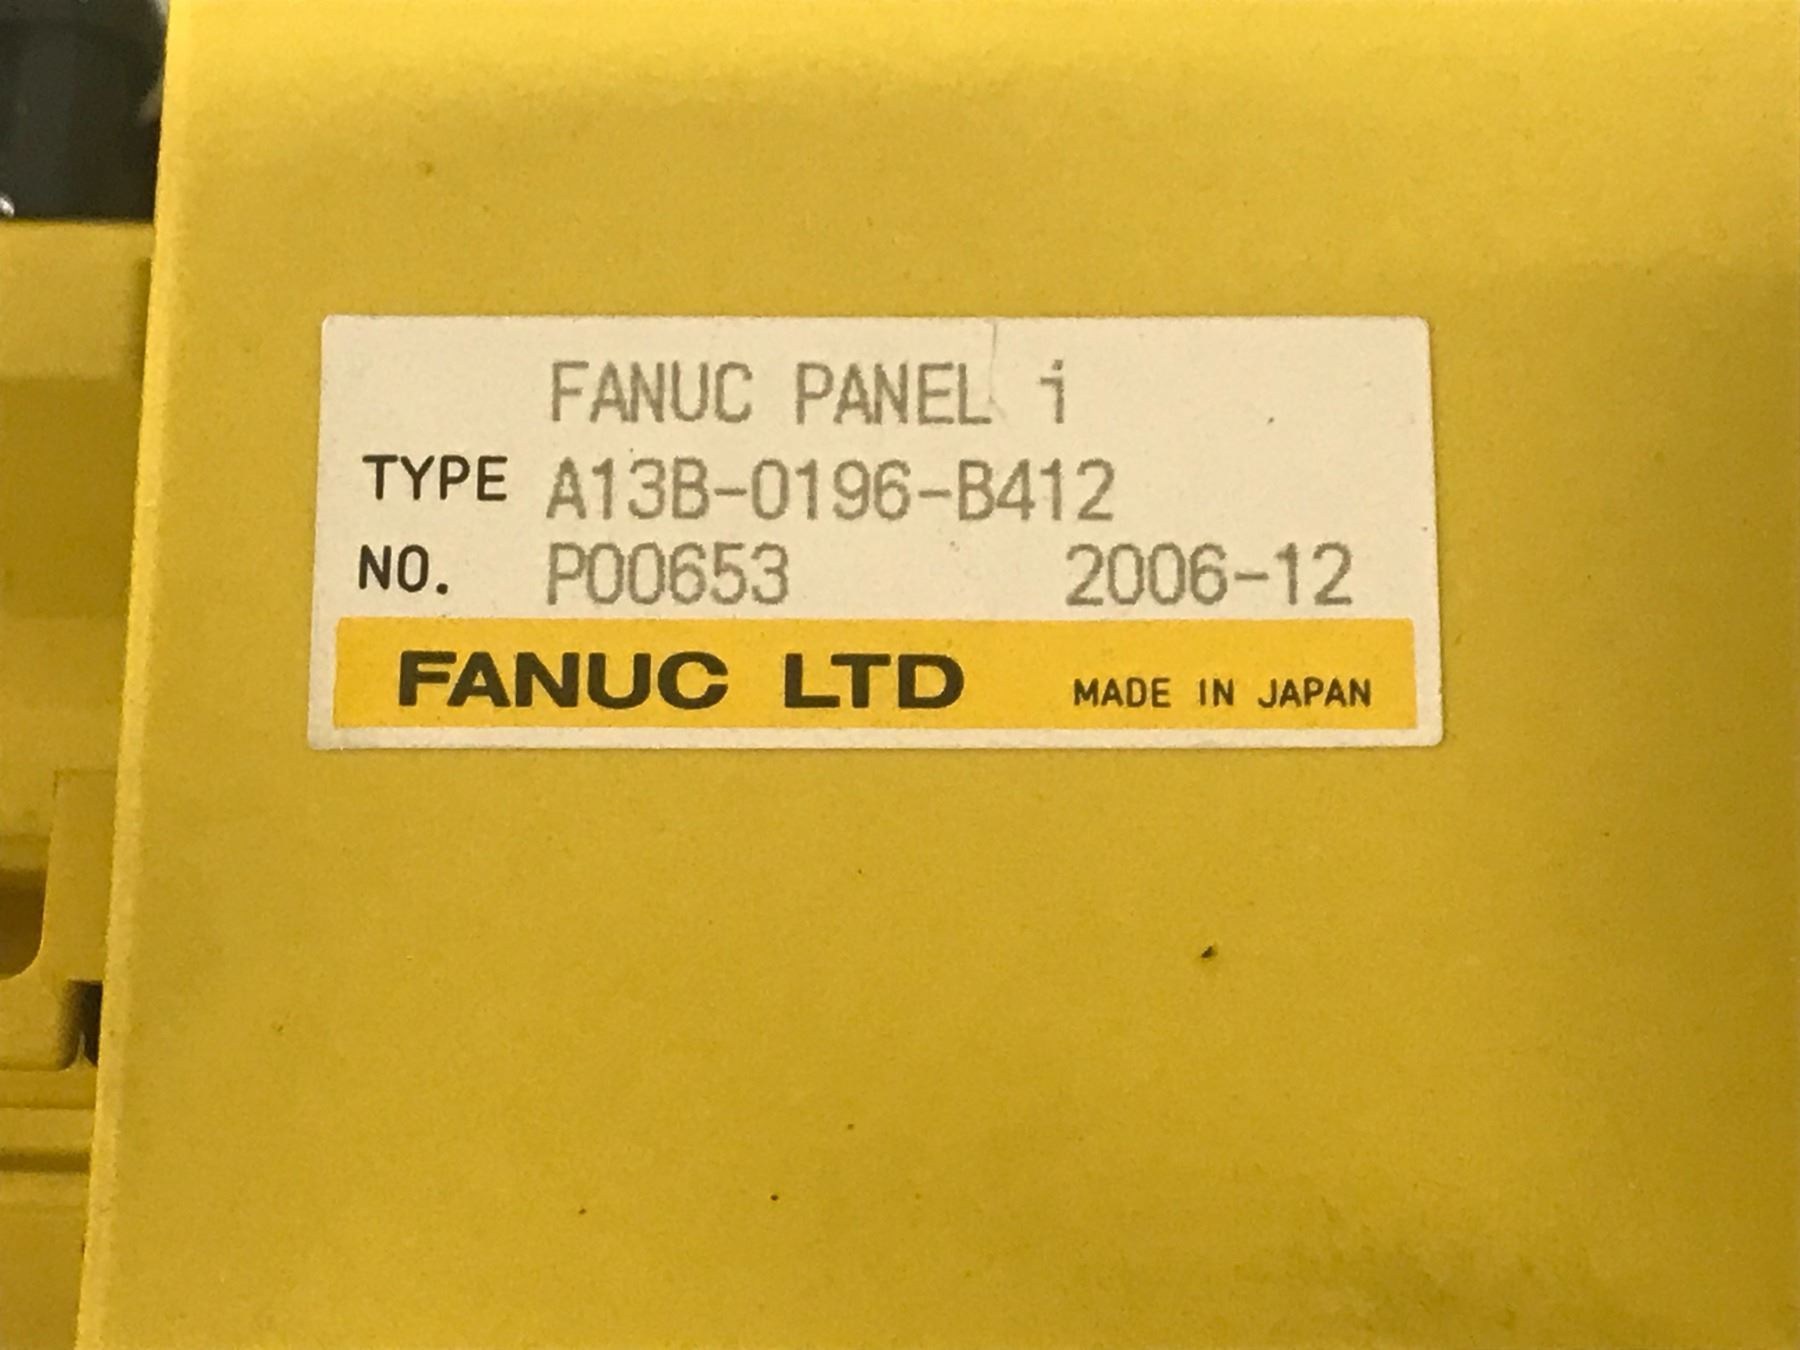 FANUC PANEL i
TYPE A13B-0196-B412
NO. P00653 2006-12
FANUC LTD MADE IN JAPAN